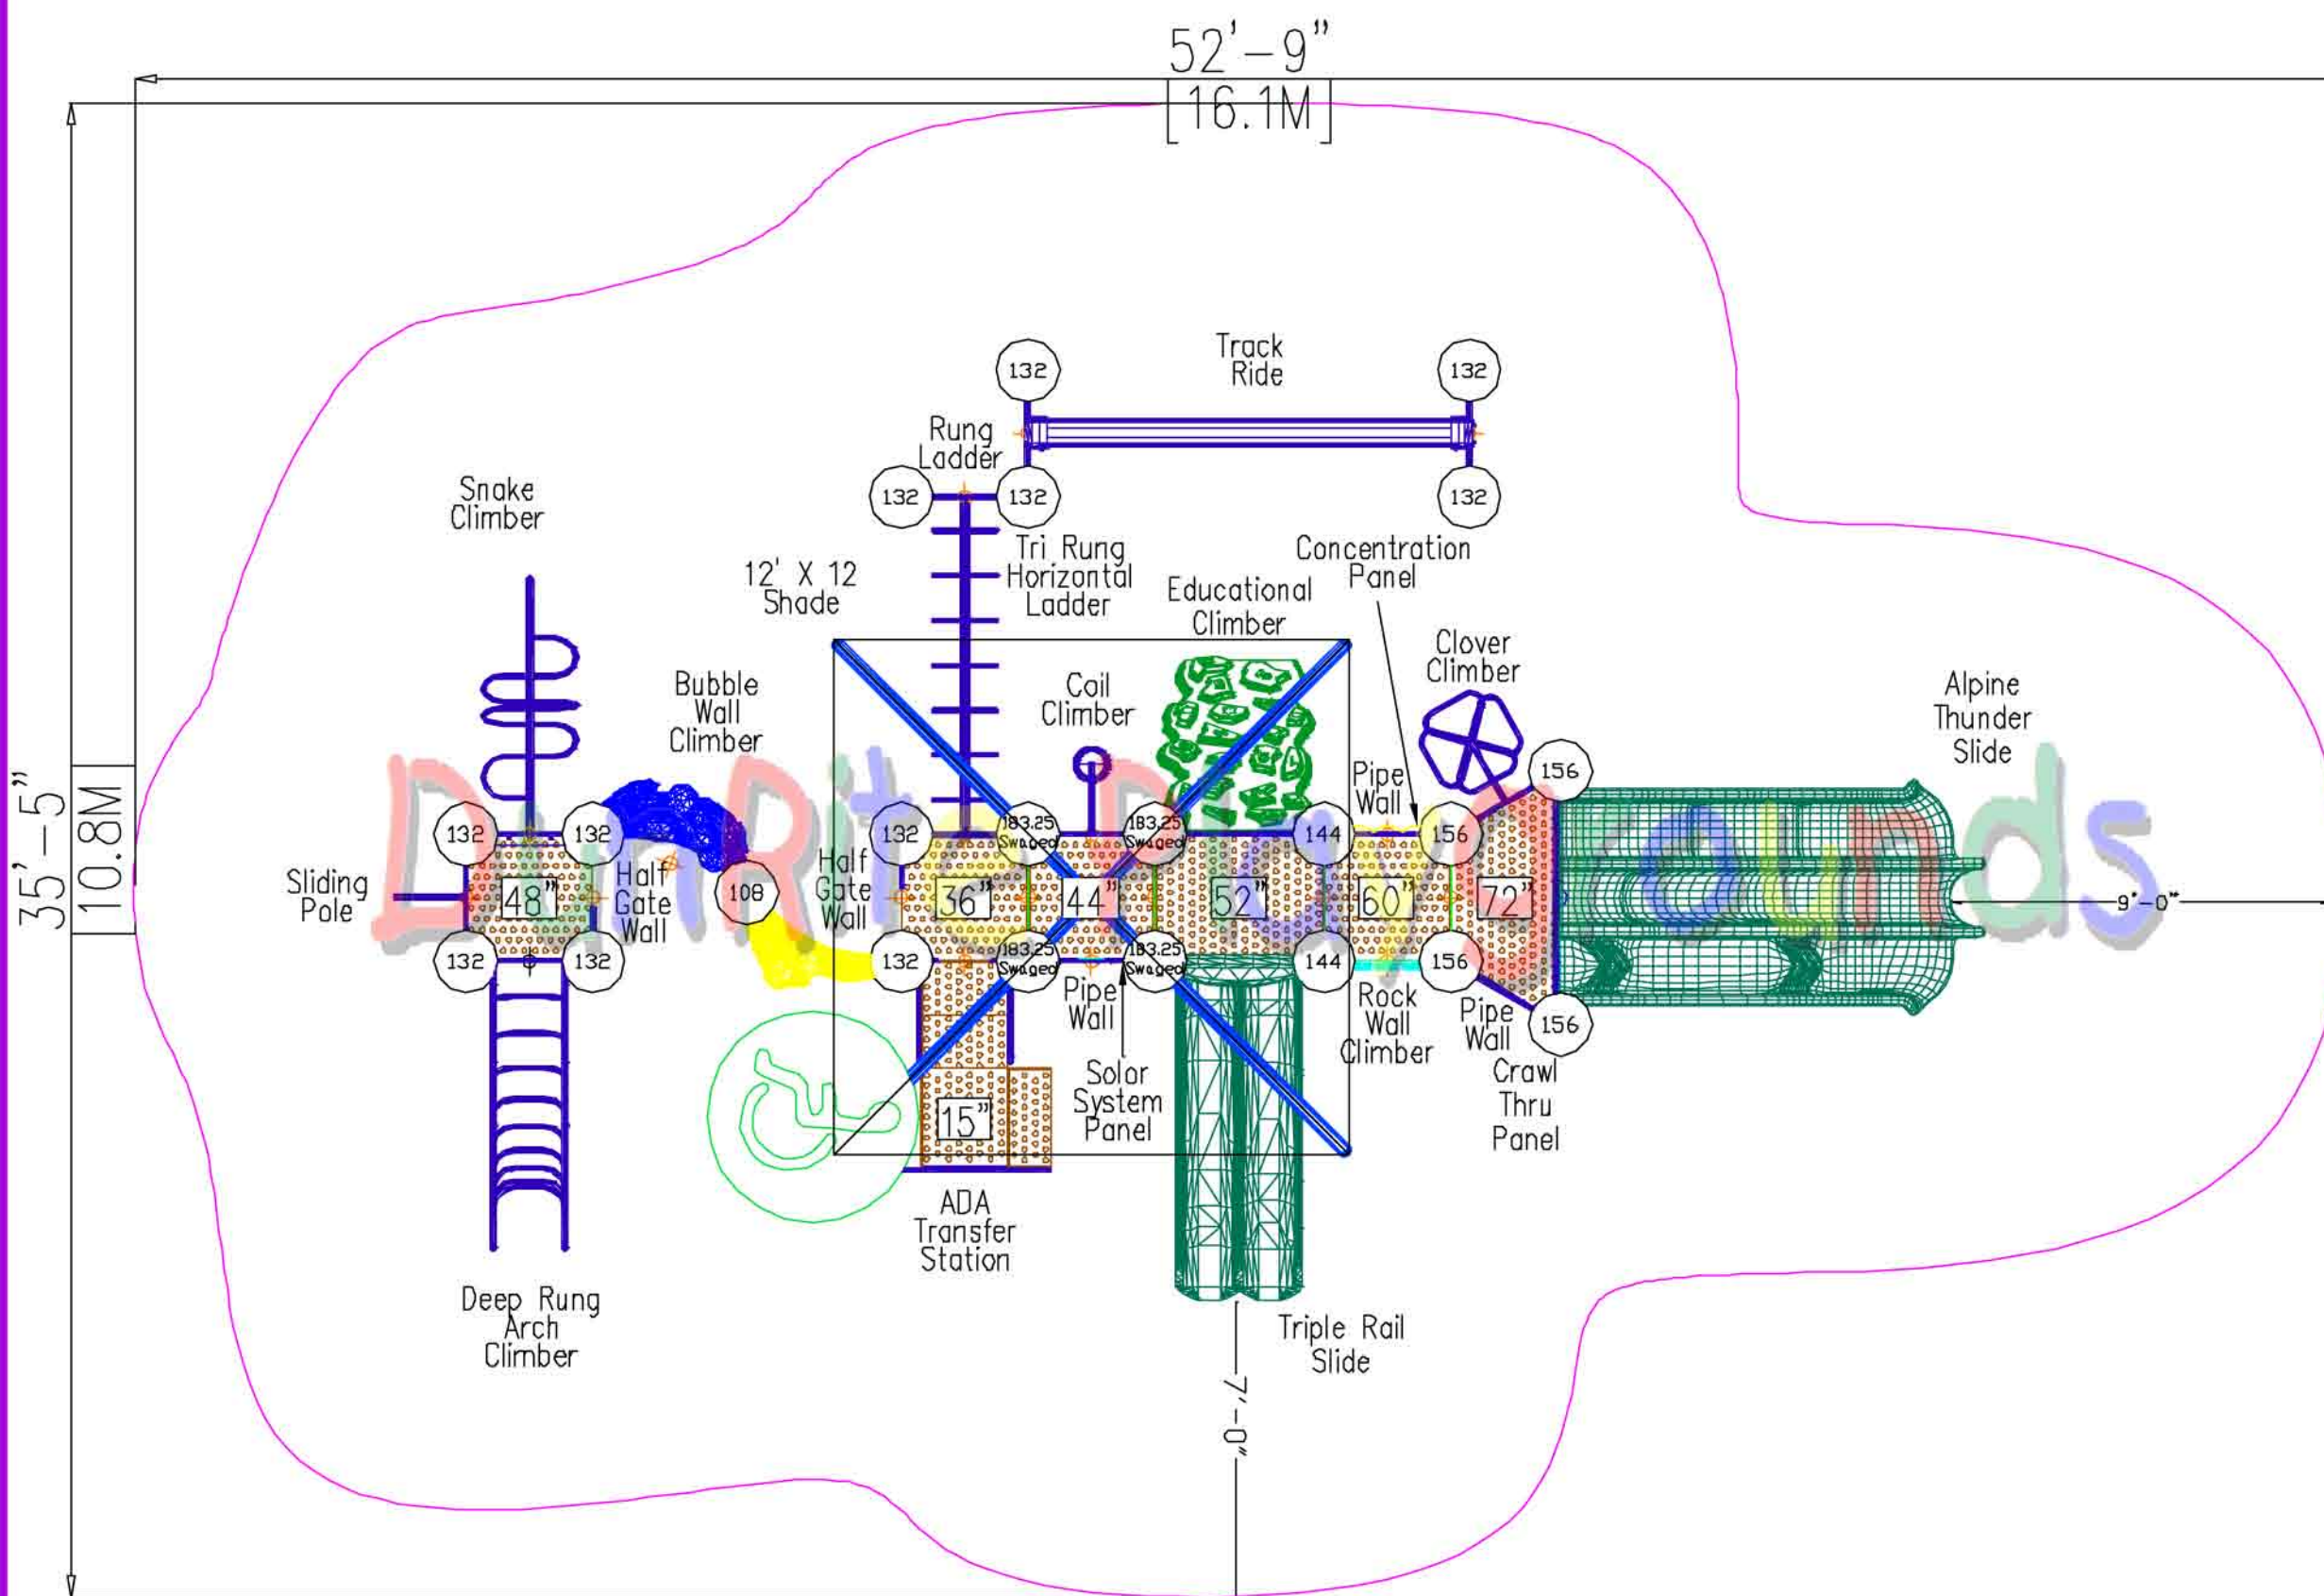 52'-9"
[16.1M]
35'-5"
10.8M
Track
Ride
132
132
Rung
Ladder
132
132
132
Snake
Climber
Tri Rung
Horizontal
Ladder
Concentration
Panel
12' X 12
Shade
Educational
Climber
Clover
Climber
Bubble
Wall
Climber
Coil
Climber
Alpine
Thunder
Slide
Pipe
Wall
156
132
132
132
183.25
Swaged
183.25
Swaged
144
156
DunRite Playgrounds
Sliding
Pole
48"
Half
Gate
Wall
108
Half
Gate
Wall
36"
44"
52"
60"
72"
9'-0"
132
132
132
183.25
Swaged
183.25
Swaged
144
156
Pipe
Wall
Rock
Wall
Climber
Pipe
Wall
156
Solor
System
Panel
Crawl
Thru
Panel
15"
ADA
Transfer
Station
Deep Rung
Arch
Climber
Triple Rail
Slide
7'-0"